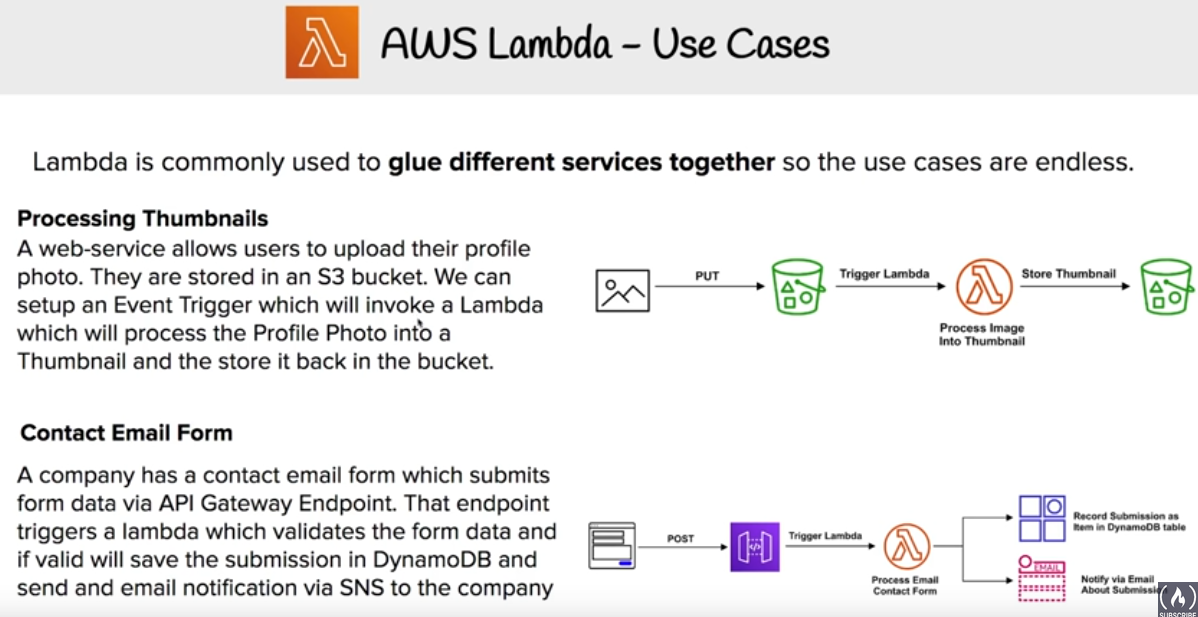 AWS Lambda – Use Cases
Lambda is commonly used to glue different services together so the use cases are endless.
Processing Thumbnails
A web-service allows users to upload their profile
photo. They are stored in an S3 bucket. We can
setup an Event Trigger which will invoke a Lambda
which will process the Profile Photo into a
Thumbnail and the store it back in the bucket.
PUT
Trigger Lambda
Store Thumbnail
Process Image
Into Thumbnail
Contact Email Form
A company has a contact email form which submits
form data via API Gateway Endpoint. That endpoint
triggers a lambda which validates the form data and
if valid will save the submission in DynamoDB and
send and email notification via SNS to the company
POST
Trigger Lambda
Process Email
Contact Form
Record Submission as
Item in DynamoDB table
EMAIL
Notify via Email
About Submissi
SUBSCRIBE